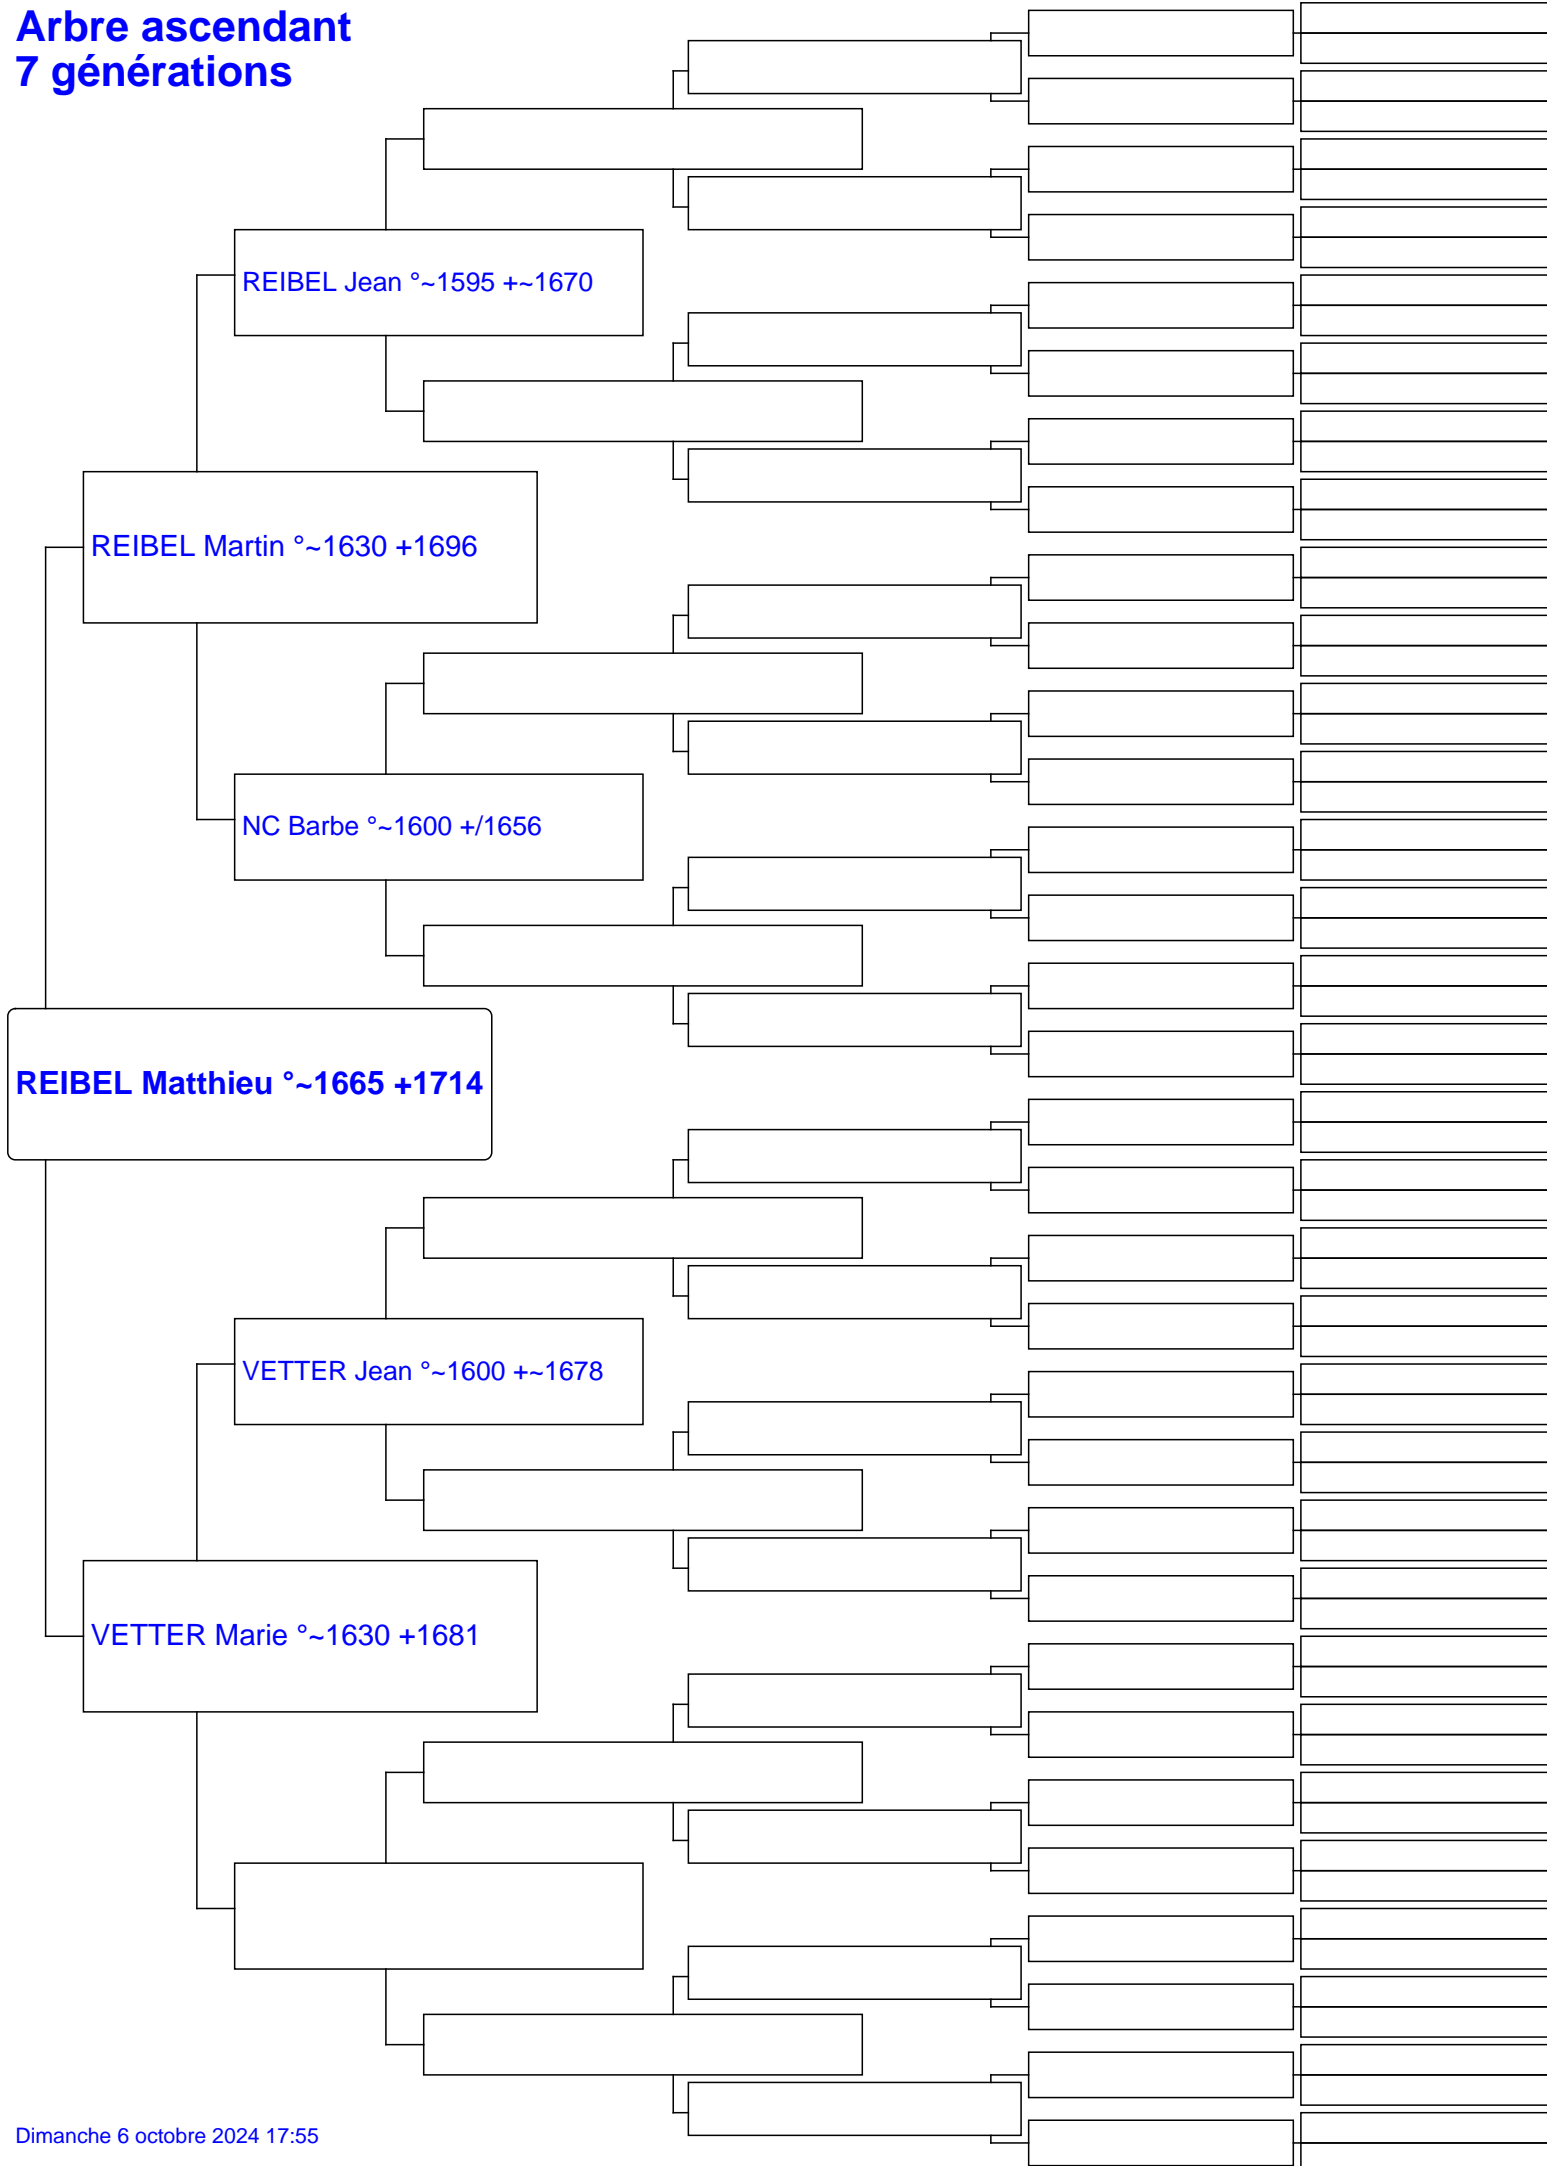 Arbre ascendant
7 générations
REIBEL Jean °~1595 +~1670
REIBEL Martin °~1630 +1696
NC Barbe °~1600 +/1656
REIBEL Matthieu °~1665 +1714
VETTER Jean °~1600 +~1678
VETTER Marie °~1630 +1681
Dimanche 6 octobre 2024 17:55